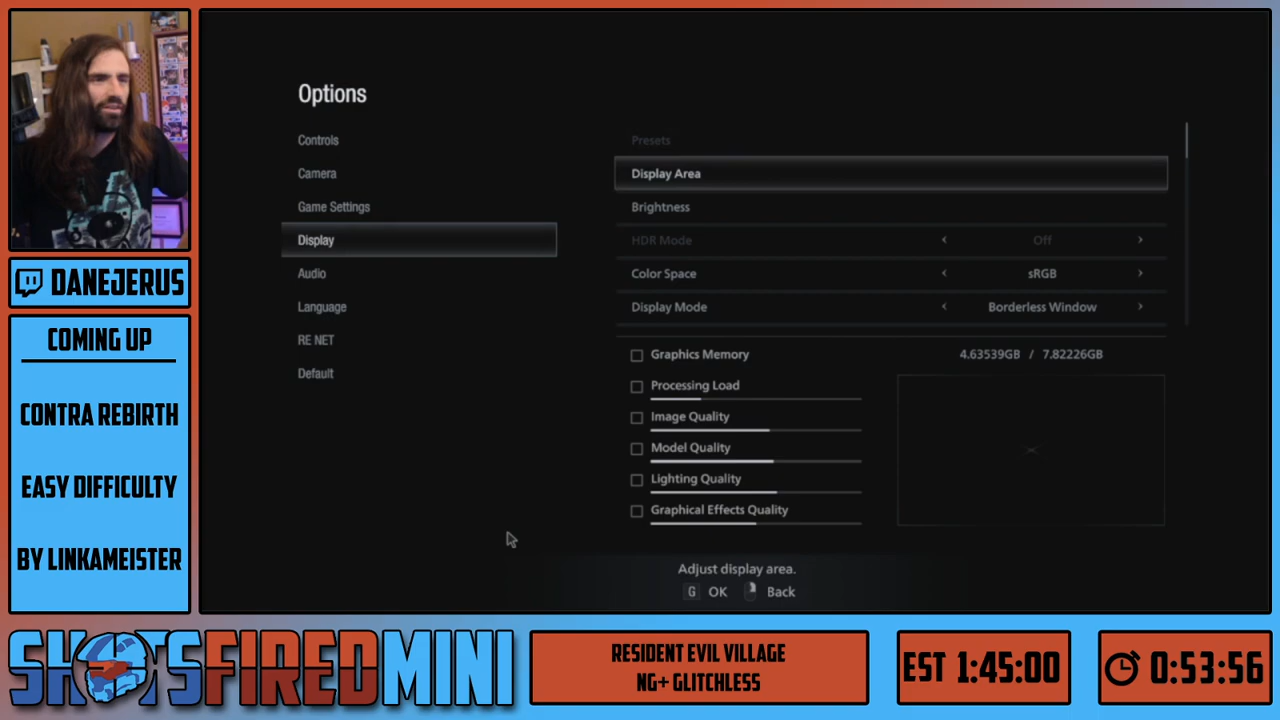 Options
Controls
Camera
Game Settings
Display
Audio
Language
RE NET
Default
Presets
Display Area
Brightness
HDR Mode Off
Color Space sRGB
Display Mode Borderless Window
Graphics Memory 4.63539GB / 7.82226GB
Processing Load
Image Quality
Model Quality
Lighting Quality
Graphical Effects Quality
Adjust display area.
G OK Back
DANEJERUS
COMING UP
CONTRA REBIRTH
EASY DIFFICULTY
BY LINKAMEISTER
SHOTSFIREDMINI
RESIDENT EVIL VILLAGE
NG+ GLITCHLESS
EST 1:45:00
0:53:56